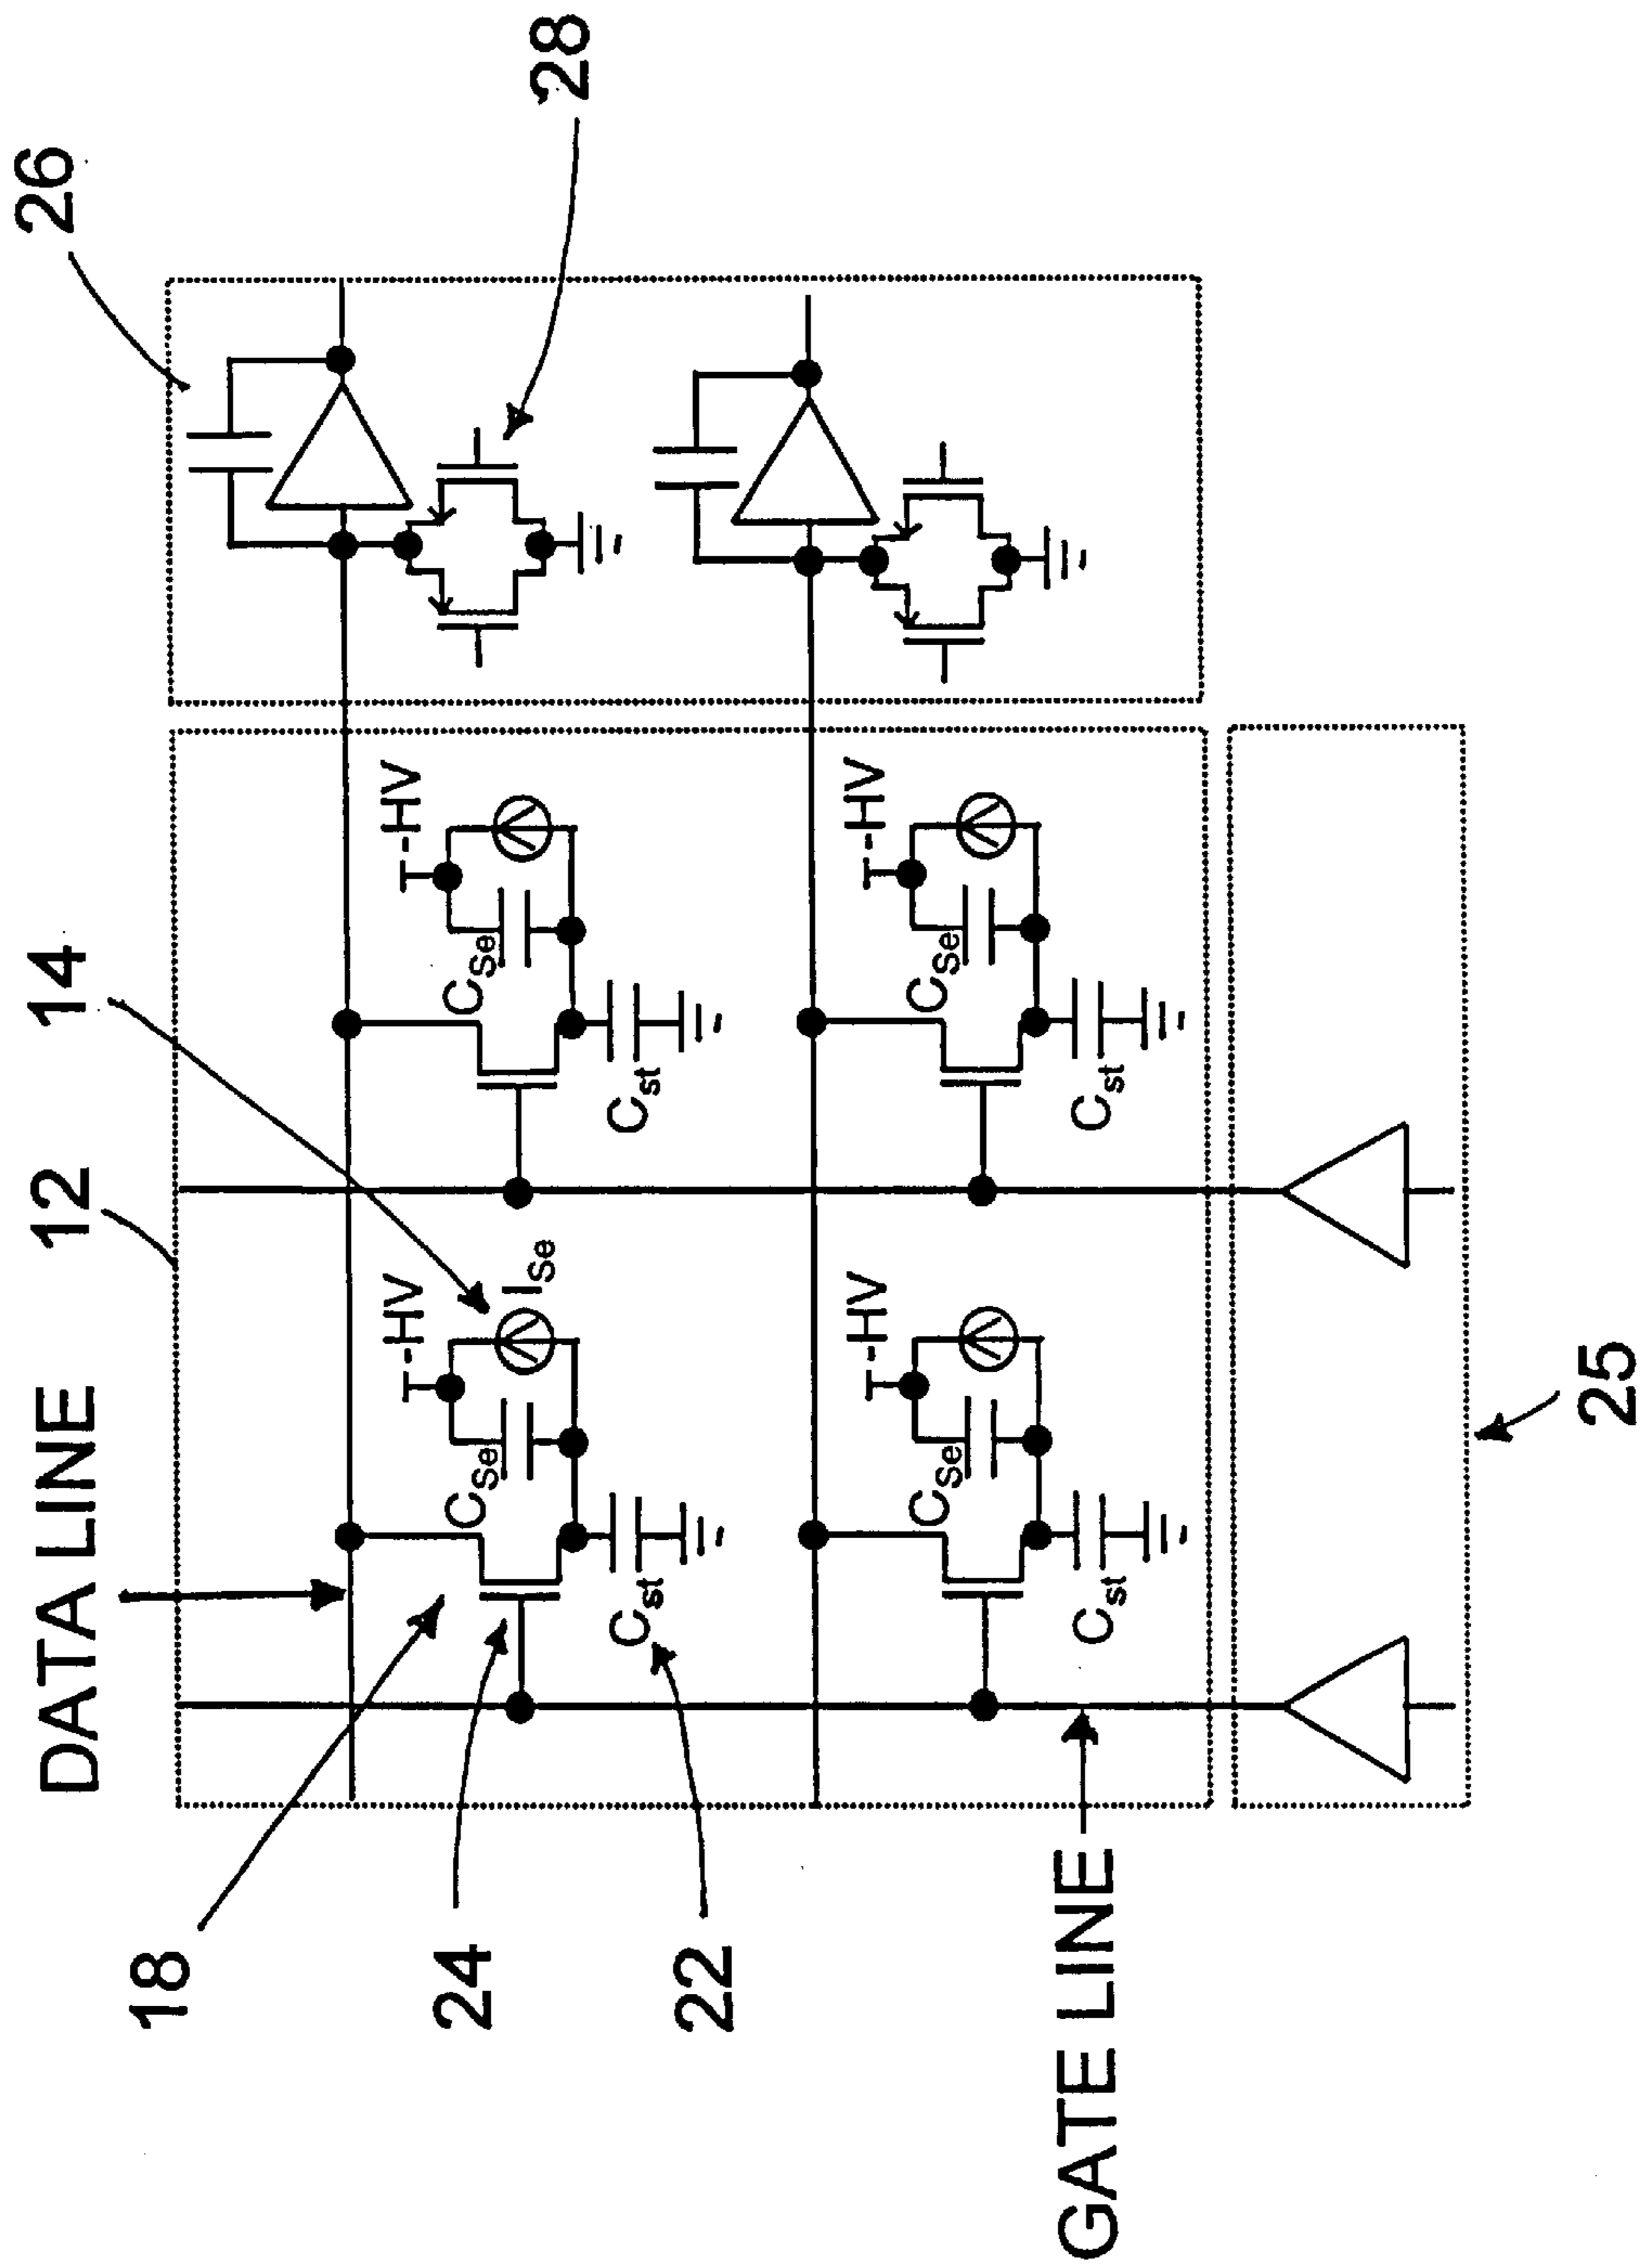 DATA LINE
12
14
26
18
-HV
-HV
24
C_Se
C_Se
I_Se
28
C_st
C_st
22
-HV
-HV
C_Se
C_Se
GATE LINE
C_st
C_st
25